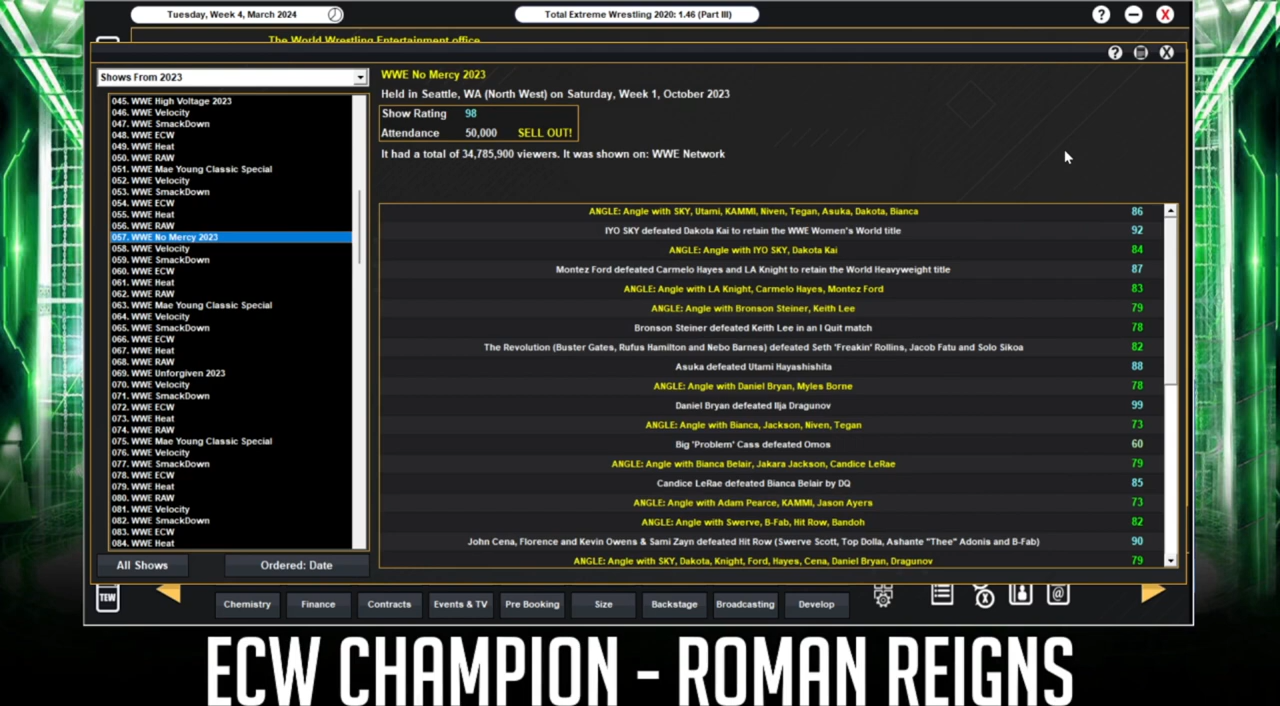 Tuesday, Week 4, March 2024
Total Extreme Wrestling 2020: 1.46 (Part III)
?
X
The World Wrestling Entertainment office
?
X
Shows From 2023
045. WWE High Voltage 2023
046. WWE Velocity
047. WWE SmackDown
048. WWE ECW
049. WWE Heat
050. WWE RAW
051. WWE Mae Young Classic Special
052. WWE Velocity
053. WWE SmackDown
054. WWE ECW
055. WWE Heat
056. WWE RAW
057. WWE No Mercy 2023
058. WWE Velocity
059. WWE SmackDown
060. WWE ECW
061. WWE Heat
062. WWE RAW
063. WWE Mae Young Classic Special
064. WWE Velocity
065. WWE SmackDown
066. WWE ECW
067. WWE Heat
068. WWE RAW
069. WWE Unforgiven 2023
070. WWE Velocity
071. WWE SmackDown
072. WWE ECW
073. WWE Heat
074. WWE RAW
075. WWE Mae Young Classic Special
076. WWE Velocity
077. WWE SmackDown
078. WWE ECW
079. WWE Heat
080. WWE RAW
081. WWE Velocity
082. WWE SmackDown
083. WWE ECW
084. WWE Heat
All Shows
Ordered: Date
WWE No Mercy 2023
Held in Seattle, WA (North West) on Saturday, Week 1, October 2023
Show Rating 98
Attendance 50,000 SELL OUT!
It had a total of 34,785,900 viewers. It was shown on: WWE Network
ANGLE: Angle with SKY, Utami, KAMMI, Niven, Tegan, Asuka, Dakota, Bianca 86
IYO SKY defeated Dakota Kai to retain the WWE Women's World title 92
ANGLE: Angle with IYO SKY, Dakota Kai 84
Montez Ford defeated Carmelo Hayes and LA Knight to retain the World Heavyweight title 87
ANGLE: Angle with LA Knight, Carmelo Hayes, Montez Ford 83
ANGLE: Angle with Bronson Steiner, Keith Lee 79
Bronson Steiner defeated Keith Lee in an I Quit match 78
The Revolution (Buster Gates, Rufus Hamilton and Nebo Barnes) defeated Seth 'Freakin' Rollins, Jacob Fatu and Solo Sikoa 82
Asuka defeated Utami Hayashishita 88
ANGLE: Angle with Daniel Bryan, Myles Borne 78
Daniel Bryan defeated Ilja Dragunov 99
ANGLE: Angle with Bianca, Jackson, Niven, Tegan 73
Big 'Problem' Cass defeated Omos 60
ANGLE: Angle with Bianca Belair, Jakara Jackson, Candice LeRae 79
Candice LeRae defeated Bianca Belair by DQ 85
ANGLE: Angle with Adam Pearce, KAMMI, Jason Ayers 73
ANGLE: Angle with Swerve, B-Fab, Hit Row, Bandoh 82
John Cena, Florence and Kevin Owens & Sami Zayn defeated Hit Row (Swerve Scott, Top Dolla, Ashante "Thee" Adonis and B-Fab) 90
ANGLE: Angle with SKY, Dakota, Knight, Ford, Hayes, Cena, Daniel Bryan, Dragunov 79
TEW
Chemistry
Finance
Contracts
Events & TV
Pre Booking
Size
Backstage
Broadcasting
Develop
X
@
ECW CHAMPION - ROMAN REIGNS